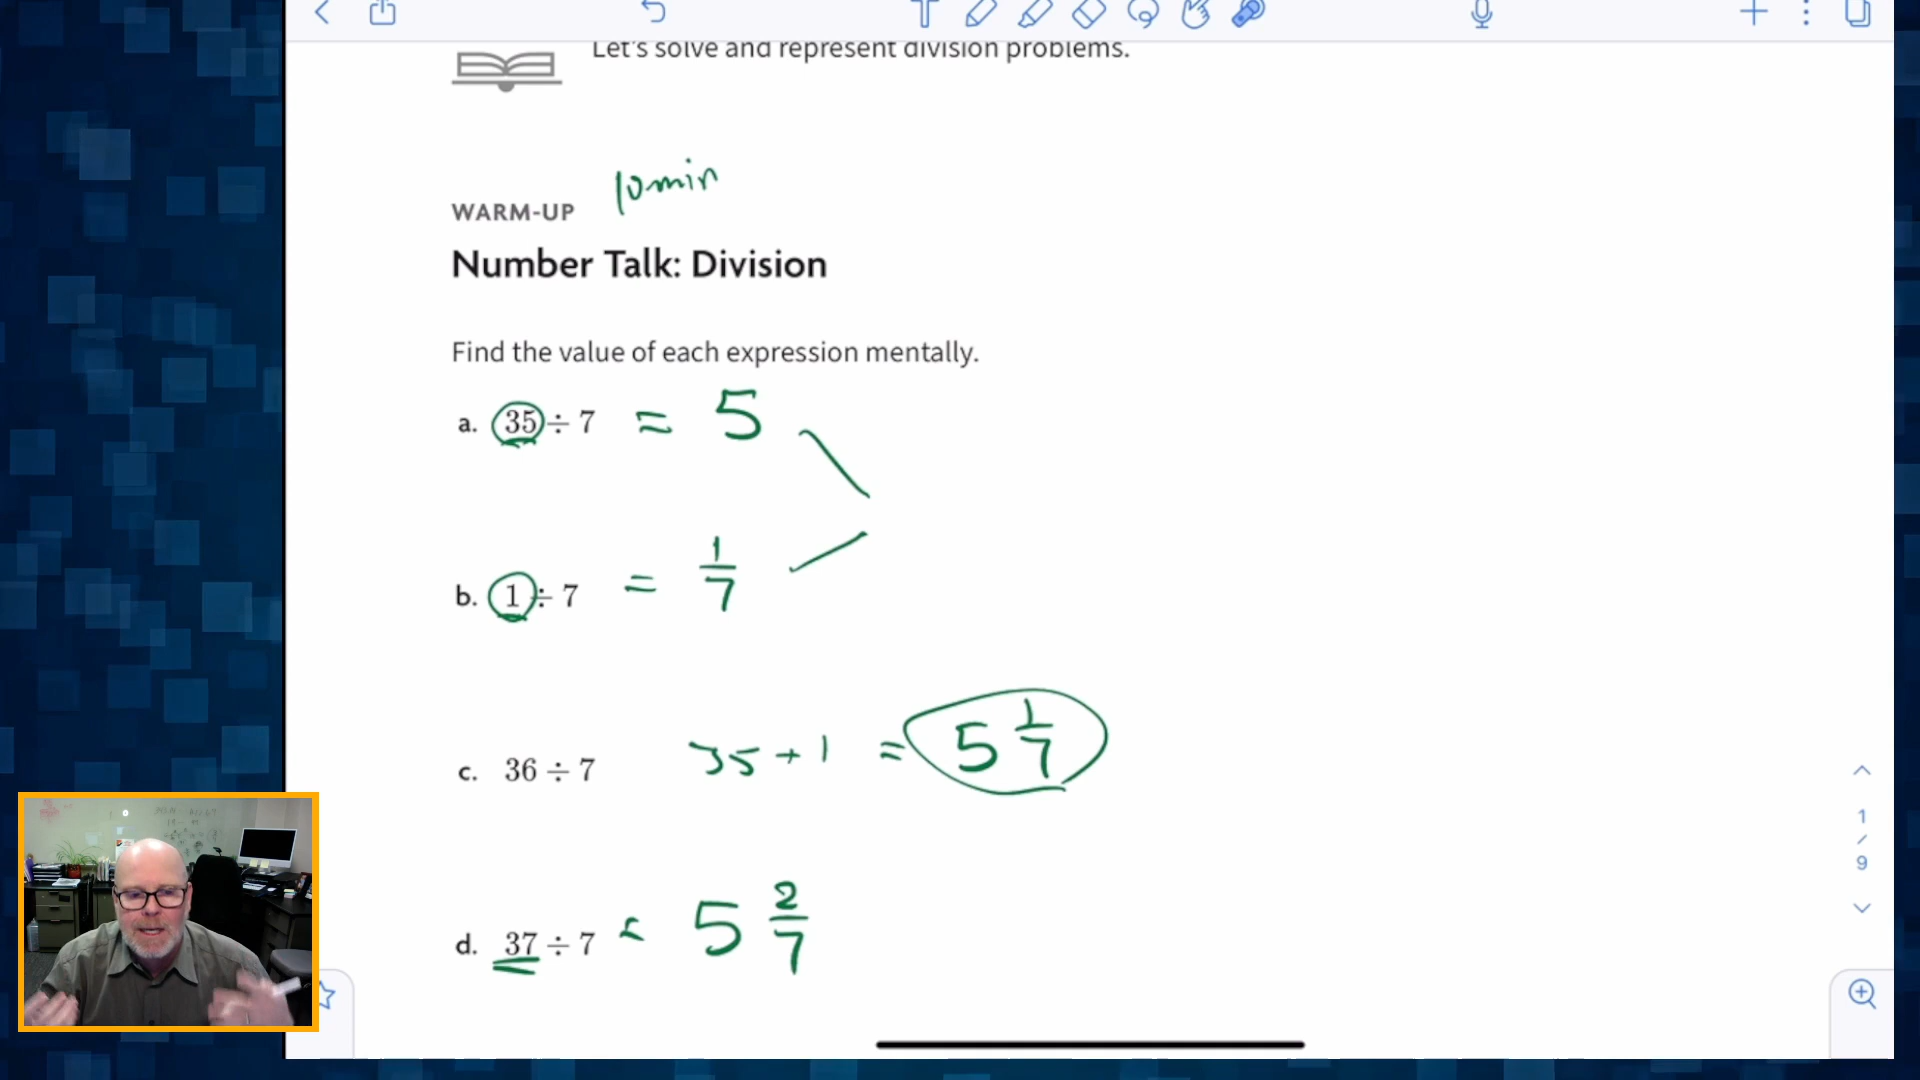 Let's solve and represent division problems.
10 min
WARM-UP
Number Talk: Division
Find the value of each expression mentally.
a. 35 ÷ 7 = 5
b. 1 ÷ 7 = 1/7
c. 36 ÷ 7 35 + 1 = 5 1/7
d. 37 ÷ 7 = 5 2/7
1
/
9